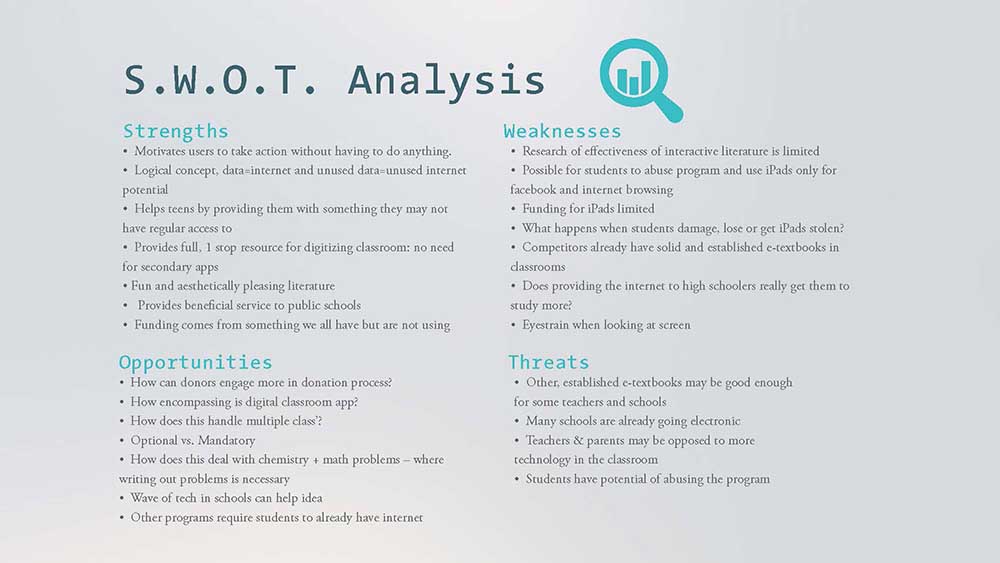 S.W.O.T. Analysis
Strengths
• Motivates users to take action without having to do anything.
• Logical concept, data=internet and unused data=unused internet
potential
• Helps teens by providing them with something they may not
have regular access to
• Provides full, 1 stop resource for digitizing classroom: no need
for secondary apps
• Fun and aesthetically pleasing literature
• Provides beneficial service to public schools
• Funding comes from something we all have but are not using
Weaknesses
• Research of effectiveness of interactive literature is limited
• Possible for students to abuse program and use iPads only for
facebook and internet browsing
• Funding for iPads limited
• What happens when students damage, lose or get iPads stolen?
• Competitors already have solid and established e-textbooks in
classrooms
• Does providing the internet to high schoolers really get them to
study more?
• Eyestrain when looking at screen
Opportunities
• How can donors engage more in donation process?
• How encompassing is digital classroom app?
• How does this handle multiple class'?
• Optional vs. Mandatory
• How does this deal with chemistry + math problems – where
writing out problems is necessary
• Wave of tech in schools can help idea
• Other programs require students to already have internet
Threats
• Other, established e-textbooks may be good enough
for some teachers and schools
• Many schools are already going electronic
• Teachers & parents may be opposed to more
technology in the classroom
• Students have potential of abusing the program